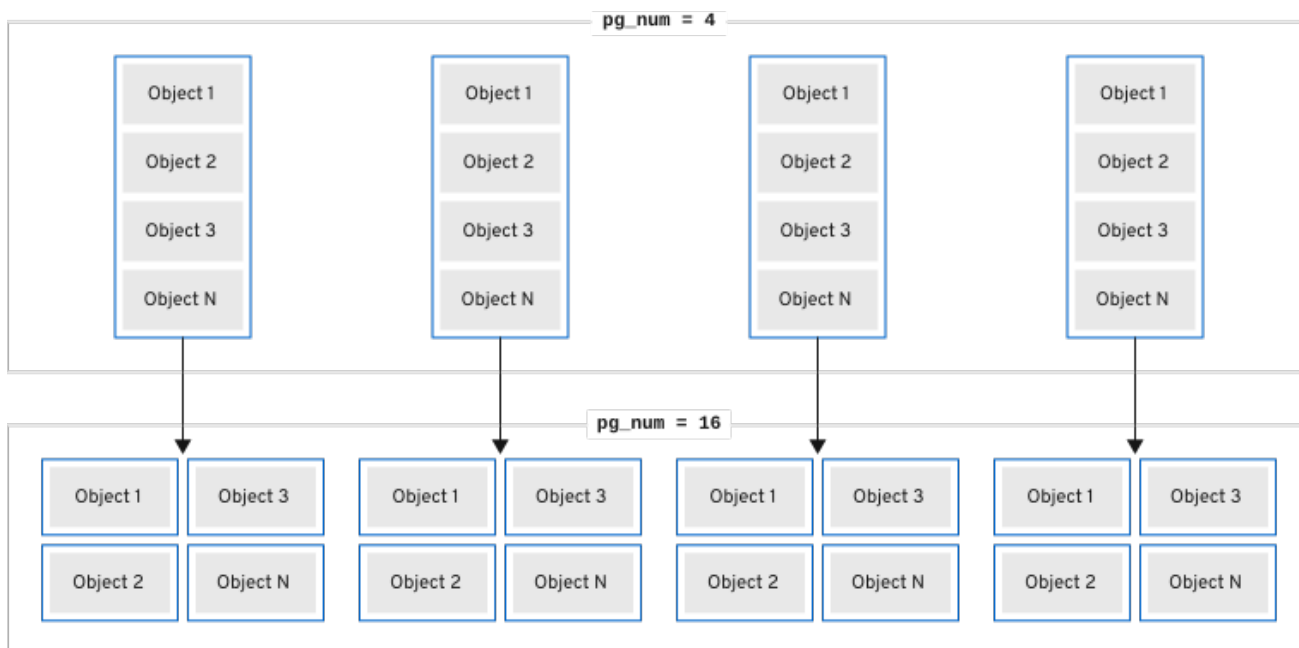 pg_num = 4
Object 1 Object 1 Object 1 Object 1
Object 2 Object 2 Object 2 Object 2
Object 3 Object 3 Object 3 Object 3
Object N Object N Object N Object N
pg_num = 16
Object 1 Object 3 Object 1 Object 3 Object 1 Object 3 Object 1 Object 3
Object 2 Object N Object 2 Object N Object 2 Object N Object 2 Object N